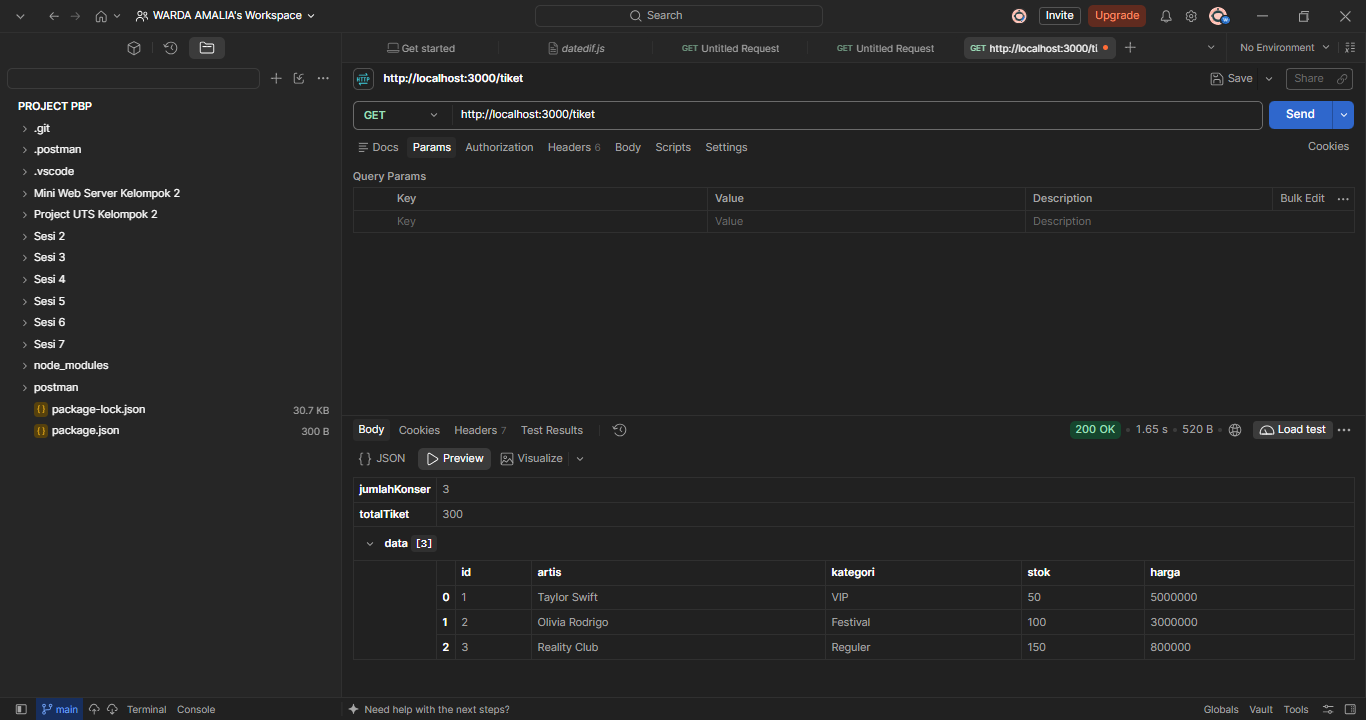 WARDA AMALIA's Workspace
Search
Invite
Upgrade
Get started
datedif.js
GET Untitled Request
GET Untitled Request
GET http://localhost:3000/ti
No Environment
PROJECT PBP
.git
.postman
.vscode
Mini Web Server Kelompok 2
Project UTS Kelompok 2
Sesi 2
Sesi 3
Sesi 4
Sesi 5
Sesi 6
Sesi 7
node_modules
postman
package-lock.json 30.7 KB
package.json 300 B
HTTP http://localhost:3000/tiket
Save
Share
GET http://localhost:3000/tiket
Send
Docs Params Authorization Headers 6 Body Scripts Settings Cookies
Query Params
Key Value Description Bulk Edit
Key Value Description
Body Cookies Headers 7 Test Results
200 OK • 1.65 s • 520 B
Load test
{ } JSON Preview Visualize
jumlahKonser 3
totalTiket 300
data [3]
id artis kategori stok harga
0 1 Taylor Swift VIP 50 5000000
1 2 Olivia Rodrigo Festival 100 3000000
2 3 Reality Club Reguler 150 800000
main Terminal Console
Need help with the next steps?
Globals Vault Tools